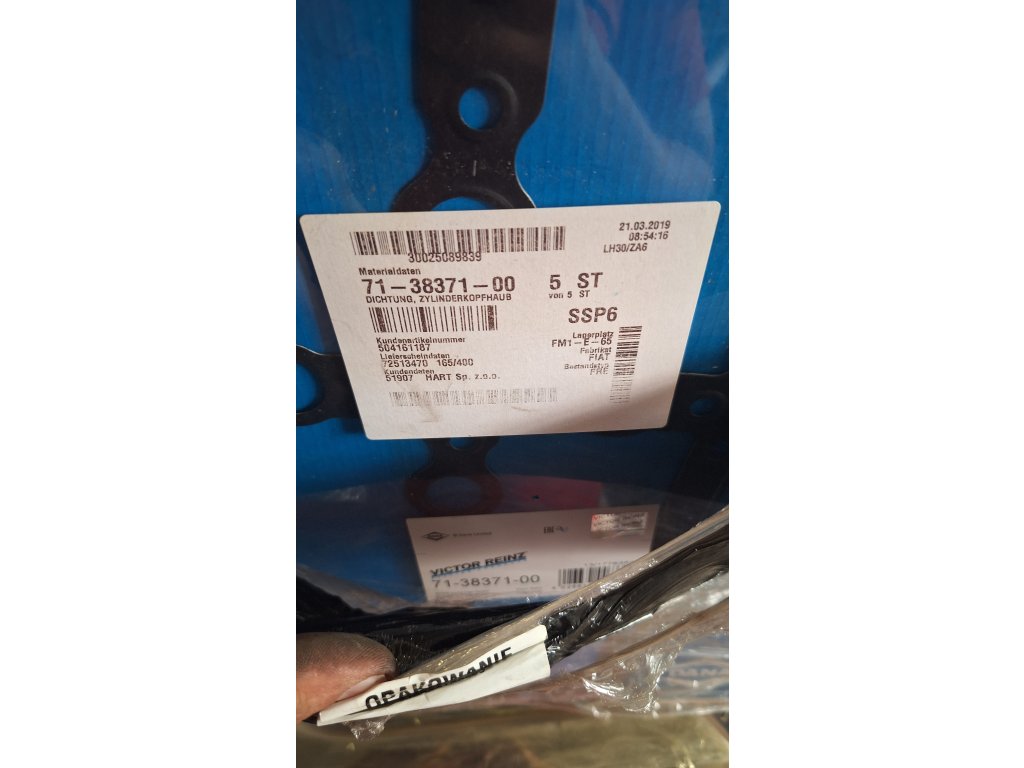 21.03.2019
08:54:16
LH30/ZA6
30025089839
Materialdaten
71-38371-00
5 ST
DICHTUNG, ZYLINDERKOPFHAUB
von 5 ST
SSP6
Kundenartikelnummer
504161187
Lagerplatz
FM1-E-65
Lieferscheindaten
72513470 165/400
Fabrikat
FIAT
Kundendaten
51907 HART Sp. z.o.o.
Bestandstyp
FRE
VICTOR REINZ
71-38371-00
OPAKOWANIE